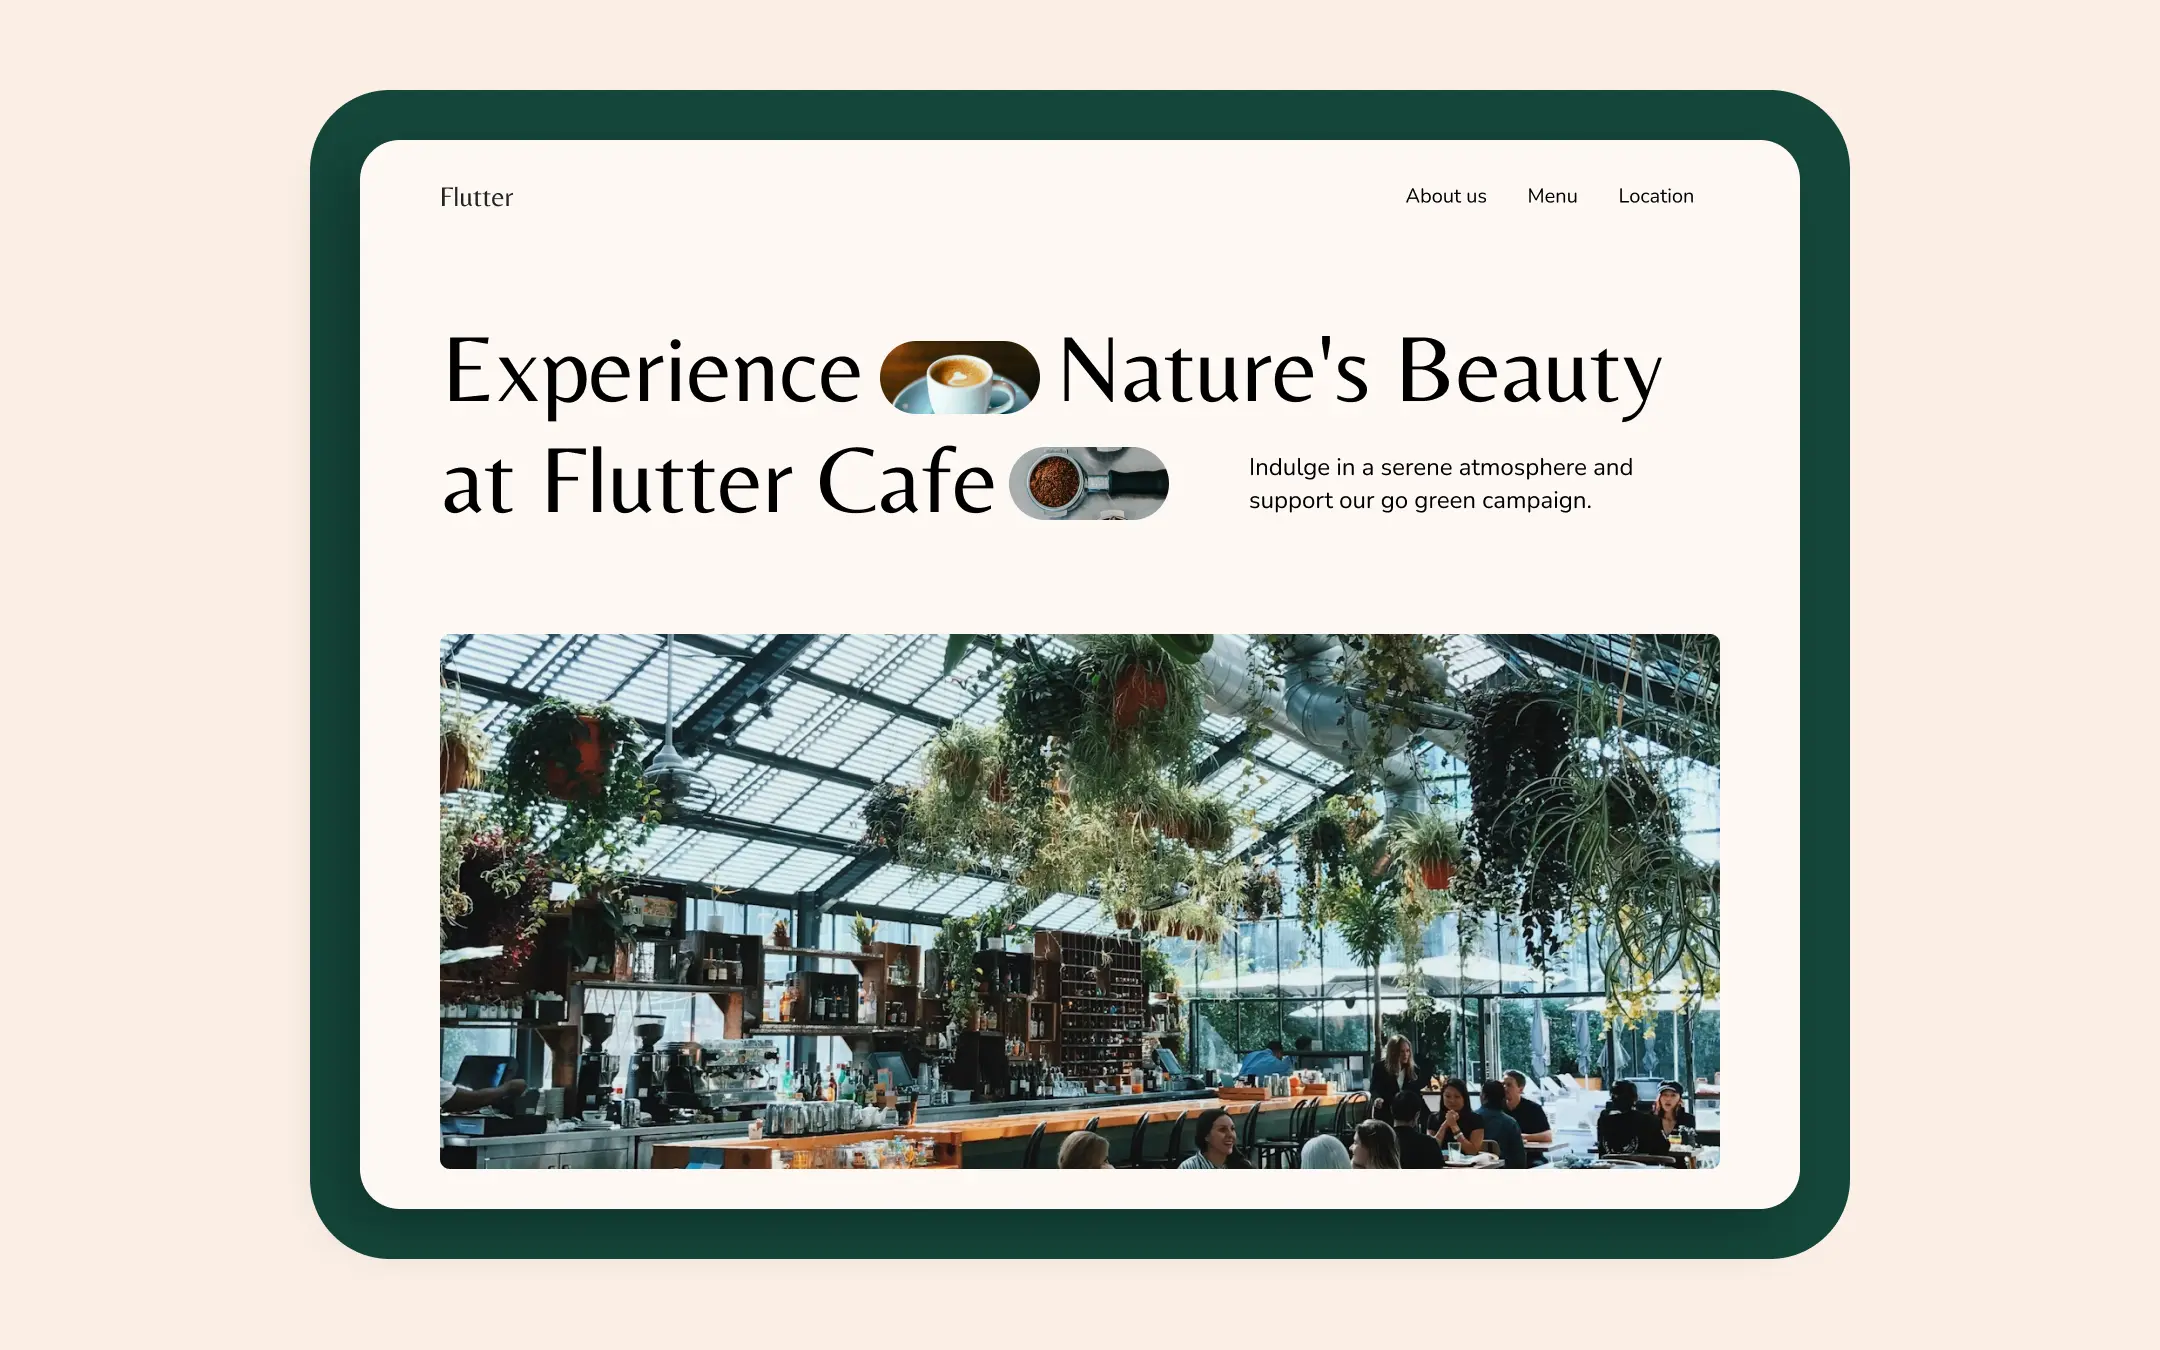 Flutter
About us Menu Location
Experience Nature's Beauty
at Flutter Cafe
Indulge in a serene atmosphere and
support our go green campaign.